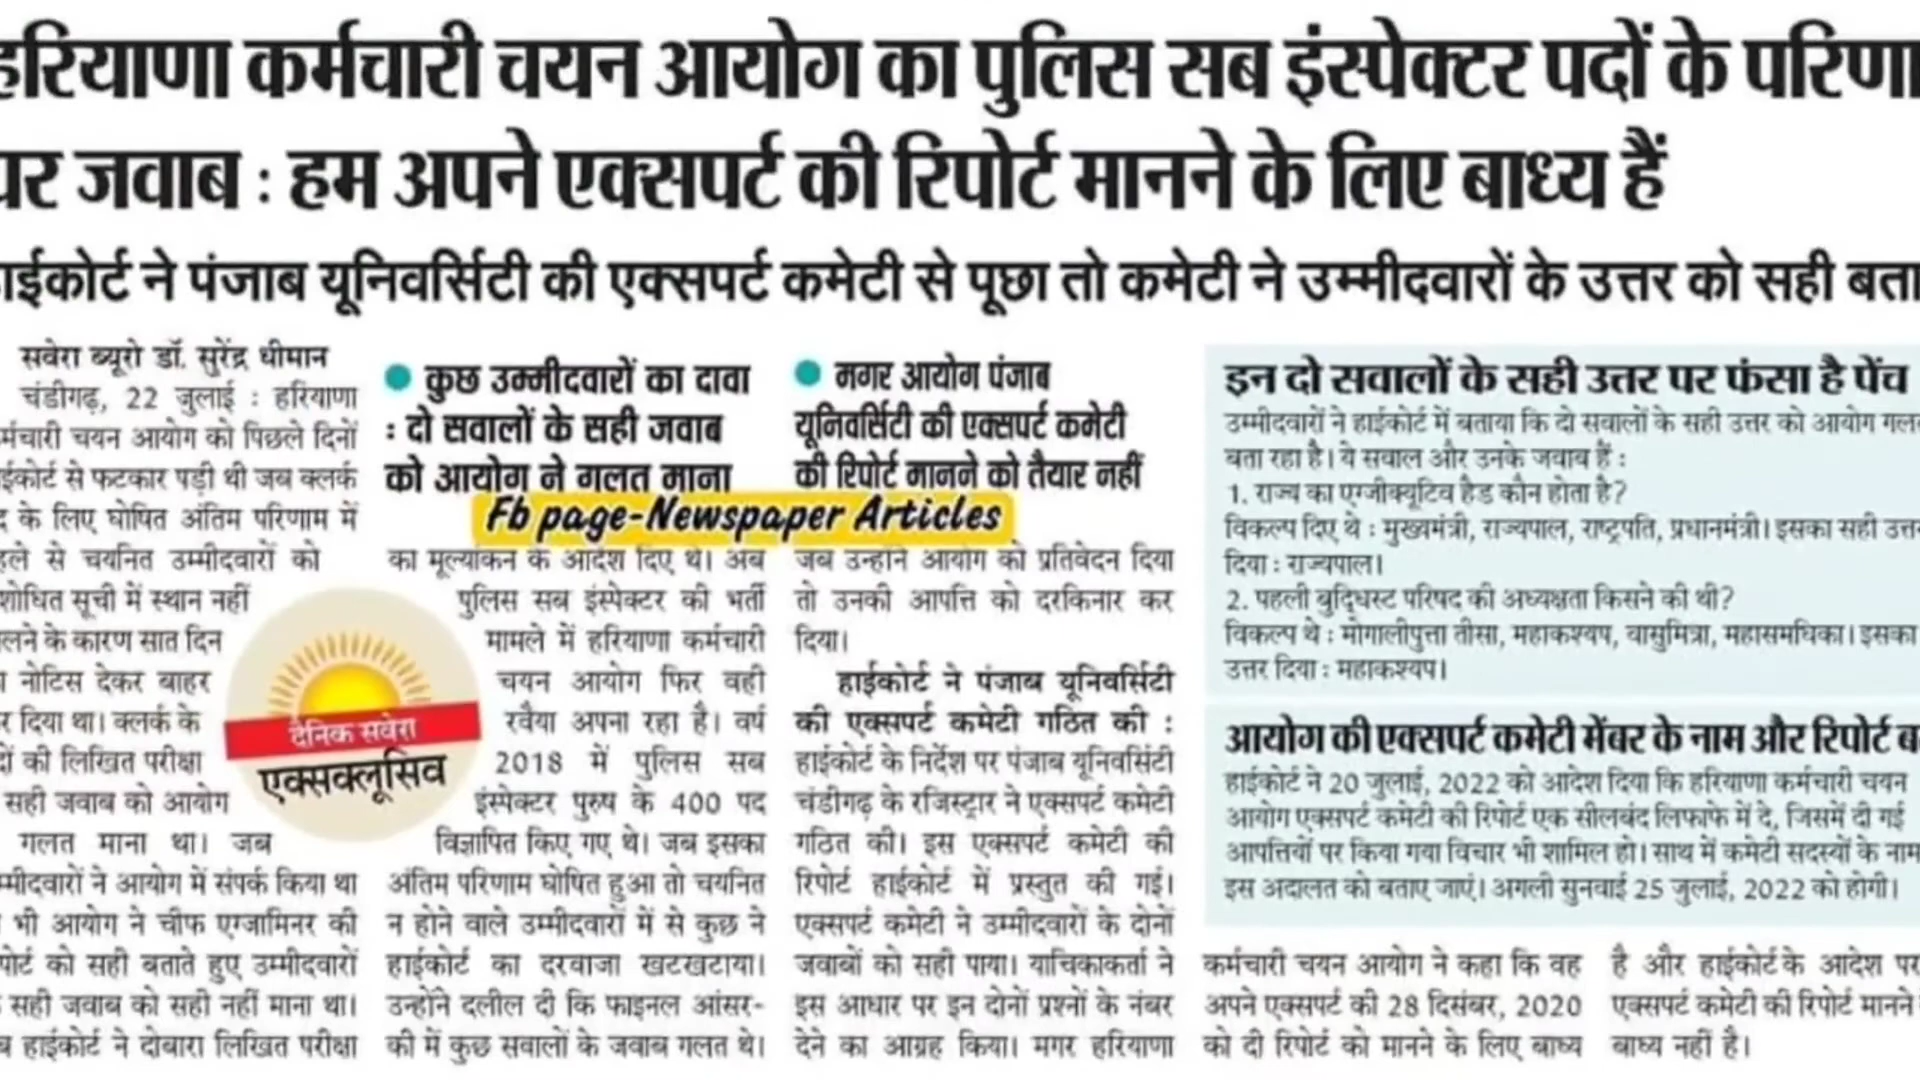 हरियाणा कर्मचारी चयन आयोग का पुलिस सब इंस्पेक्टर पदों के परिणा
पर जवाब : हम अपने एक्सपर्ट की रिपोर्ट मानने के लिए बाध्य हैं
ाईकोर्ट ने पंजाब यूनिवर्सिटी की एक्सपर्ट कमेटी से पूछा तो कमेटी ने उम्मीदवारों के उत्तर को सही बता
सवेरा ब्यूरो डॉ. सुरेंद्र धीमान
चंडीगढ़, 22 जुलाई : हरियाणा
र्मचारी चयन आयोग को पिछले दिनों
ईकोर्ट से फटकार पड़ी थी जब क्लर्क
द के लिए घोषित अंतिम परिणाम में
हले से चयनित उम्मीदवारों को
शोधित सूची में स्थान नहीं
लने के कारण सात दिन
ा नोटिस देकर बाहर
र दिया था। क्लर्क के
दों की लिखित परीक्षा
सही जवाब को आयोग
गलत माना था। जब
म्मीदवारों ने आयोग में संपर्क किया था
भी आयोग ने चीफ एग्जामिनर की
पोर्ट को सही बताते हुए उम्मीदवारों
सही जवाब को सही नहीं माना था।
ब हाईकोर्ट ने दोबारा लिखित परीक्षा
दैनिक सवेरा
एक्सक्लूसिव
कुछ उम्मीदवारों का दावा
: दो सवालों के सही जवाब
को आयोग ने गलत माना
मगर आयोग पंजाब
यूनिवर्सिटी की एक्सपर्ट कमेटी
की रिपोर्ट मानने को तैयार नहीं
Fb page-Newspaper Articles
का मूल्यांकन के आदेश दिए थे। अब
पुलिस सब इंस्पेक्टर की भर्ती
मामले में हरियाणा कर्मचारी
चयन आयोग फिर वही
रवैया अपना रहा है। वर्ष
2018 में पुलिस सब
इंस्पेक्टर पुरुष के 400 पद
विज्ञापित किए गए थे। जब इसका
अंतिम परिणाम घोषित हुआ तो चयनित
न होने वाले उम्मीदवारों में से कुछ ने
हाईकोर्ट का दरवाजा खटखटाया।
उन्होंने दलील दी कि फाइनल आंसर-
की में कुछ सवालों के जवाब गलत थे।
जब उन्होंने आयोग को प्रतिवेदन दिया
तो उनकी आपत्ति को दरकिनार कर
दिया।
हाईकोर्ट ने पंजाब यूनिवर्सिटी
की एक्सपर्ट कमेटी गठित की :
हाईकोर्ट के निर्देश पर पंजाब यूनिवर्सिटी
चंडीगढ़ के रजिस्ट्रार ने एक्सपर्ट कमेटी
गठित की। इस एक्सपर्ट कमेटी की
रिपोर्ट हाईकोर्ट में प्रस्तुत की गई।
एक्सपर्ट कमेटी ने उम्मीदवारों के दोनों
जवाबों को सही पाया। याचिकाकर्ता ने
इस आधार पर इन दोनों प्रश्नों के नंबर
देने का आग्रह किया। मगर हरियाणा
इन दो सवालों के सही उत्तर पर फंसा है पेंच
उम्मीदवारों ने हाईकोर्ट में बताया कि दो सवालों के सही उत्तर को आयोग गलत
बता रहा है। ये सवाल और उनके जवाब हैं :
1. राज्य का एग्जीक्यूटिव हैड कौन होता है?
विकल्प दिए थे : मुख्यमंत्री, राज्यपाल, राष्ट्रपति, प्रधानमंत्री। इसका सही उत्त
दिया : राज्यपाल।
2. पहली बुद्धिस्ट परिषद की अध्यक्षता किसने की थी?
विकल्प थे : मोगालीपुत्ता तीसा, महाकश्यप, वासुमित्रा, महासमधिका। इसका
उत्तर दिया : महाकश्यप।
आयोग की एक्सपर्ट कमेटी मेंबर के नाम और रिपोर्ट ब
हाईकोर्ट ने 20 जुलाई, 2022 को आदेश दिया कि हरियाणा कर्मचारी चयन
आयोग एक्सपर्ट कमेटी की रिपोर्ट एक सीलबंद लिफाफे में दे, जिसमें दी गई
आपत्तियों पर किया गया विचार भी शामिल हो। साथ में कमेटी सदस्यों के नाम
इस अदालत को बताए जाएं। अगली सुनवाई 25 जुलाई, 2022 को होगी।
कर्मचारी चयन आयोग ने कहा कि वह
अपने एक्सपर्ट की 28 दिसंबर, 2020
को दी रिपोर्ट को मानने के लिए बाध्य
है और हाईकोर्ट के आदेश पर
एक्सपर्ट कमेटी की रिपोर्ट मानने
बाध्य नहीं है।